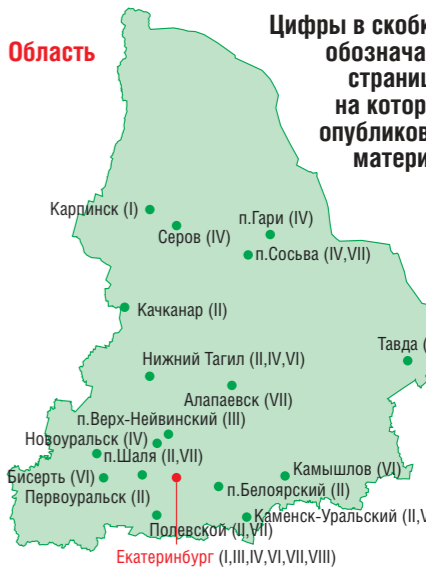 Область
Цифры в
обознача
страниц
на котор
опубликов
матери
Карпинск (I)
Серов (IV)
п.Гари (IV)
п.Сосьва (IV,VII)
Качканар (II)
Тавда (
Нижний Тагил (II,IV,VI)
Алапаевск (VII)
п.Верх-Нейвинский (III)
Новоуральск (IV)
п.Шаля (II,VII)
Бисерть (VI)
Камышлов (VI)
Первоуральск (II)
п.Белоярский (II)
Полевской (II,VII)
Каменск-Уральский (II,V
Екатеринбург (I,III,IV,VI,VII,VIII)